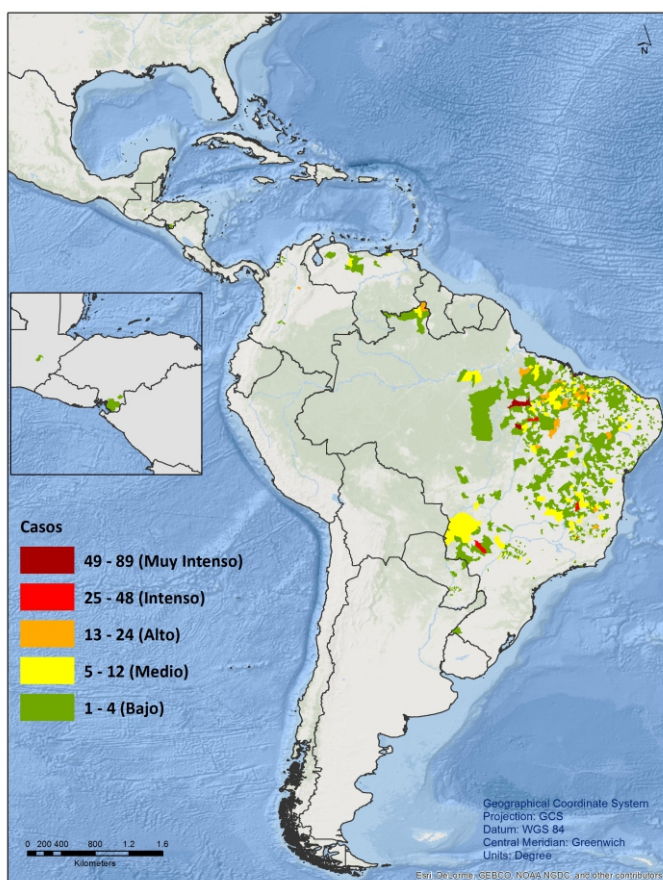 N
Casos
49 - 89 (Muy Intenso)
25 - 48 (Intenso)
13 - 24 (Alto)
5 - 12 (Medio)
1 - 4 (Bajo)
0 200 400 800 1.200 1.6
Kilometers
Geographical Coordinate System
Projection: GCS
Datum: WGS 84
Central Meridian: Greenwich
Units: Degree
Esri, DeLorme, GEBCO, NOAA NGDC, and other contributors